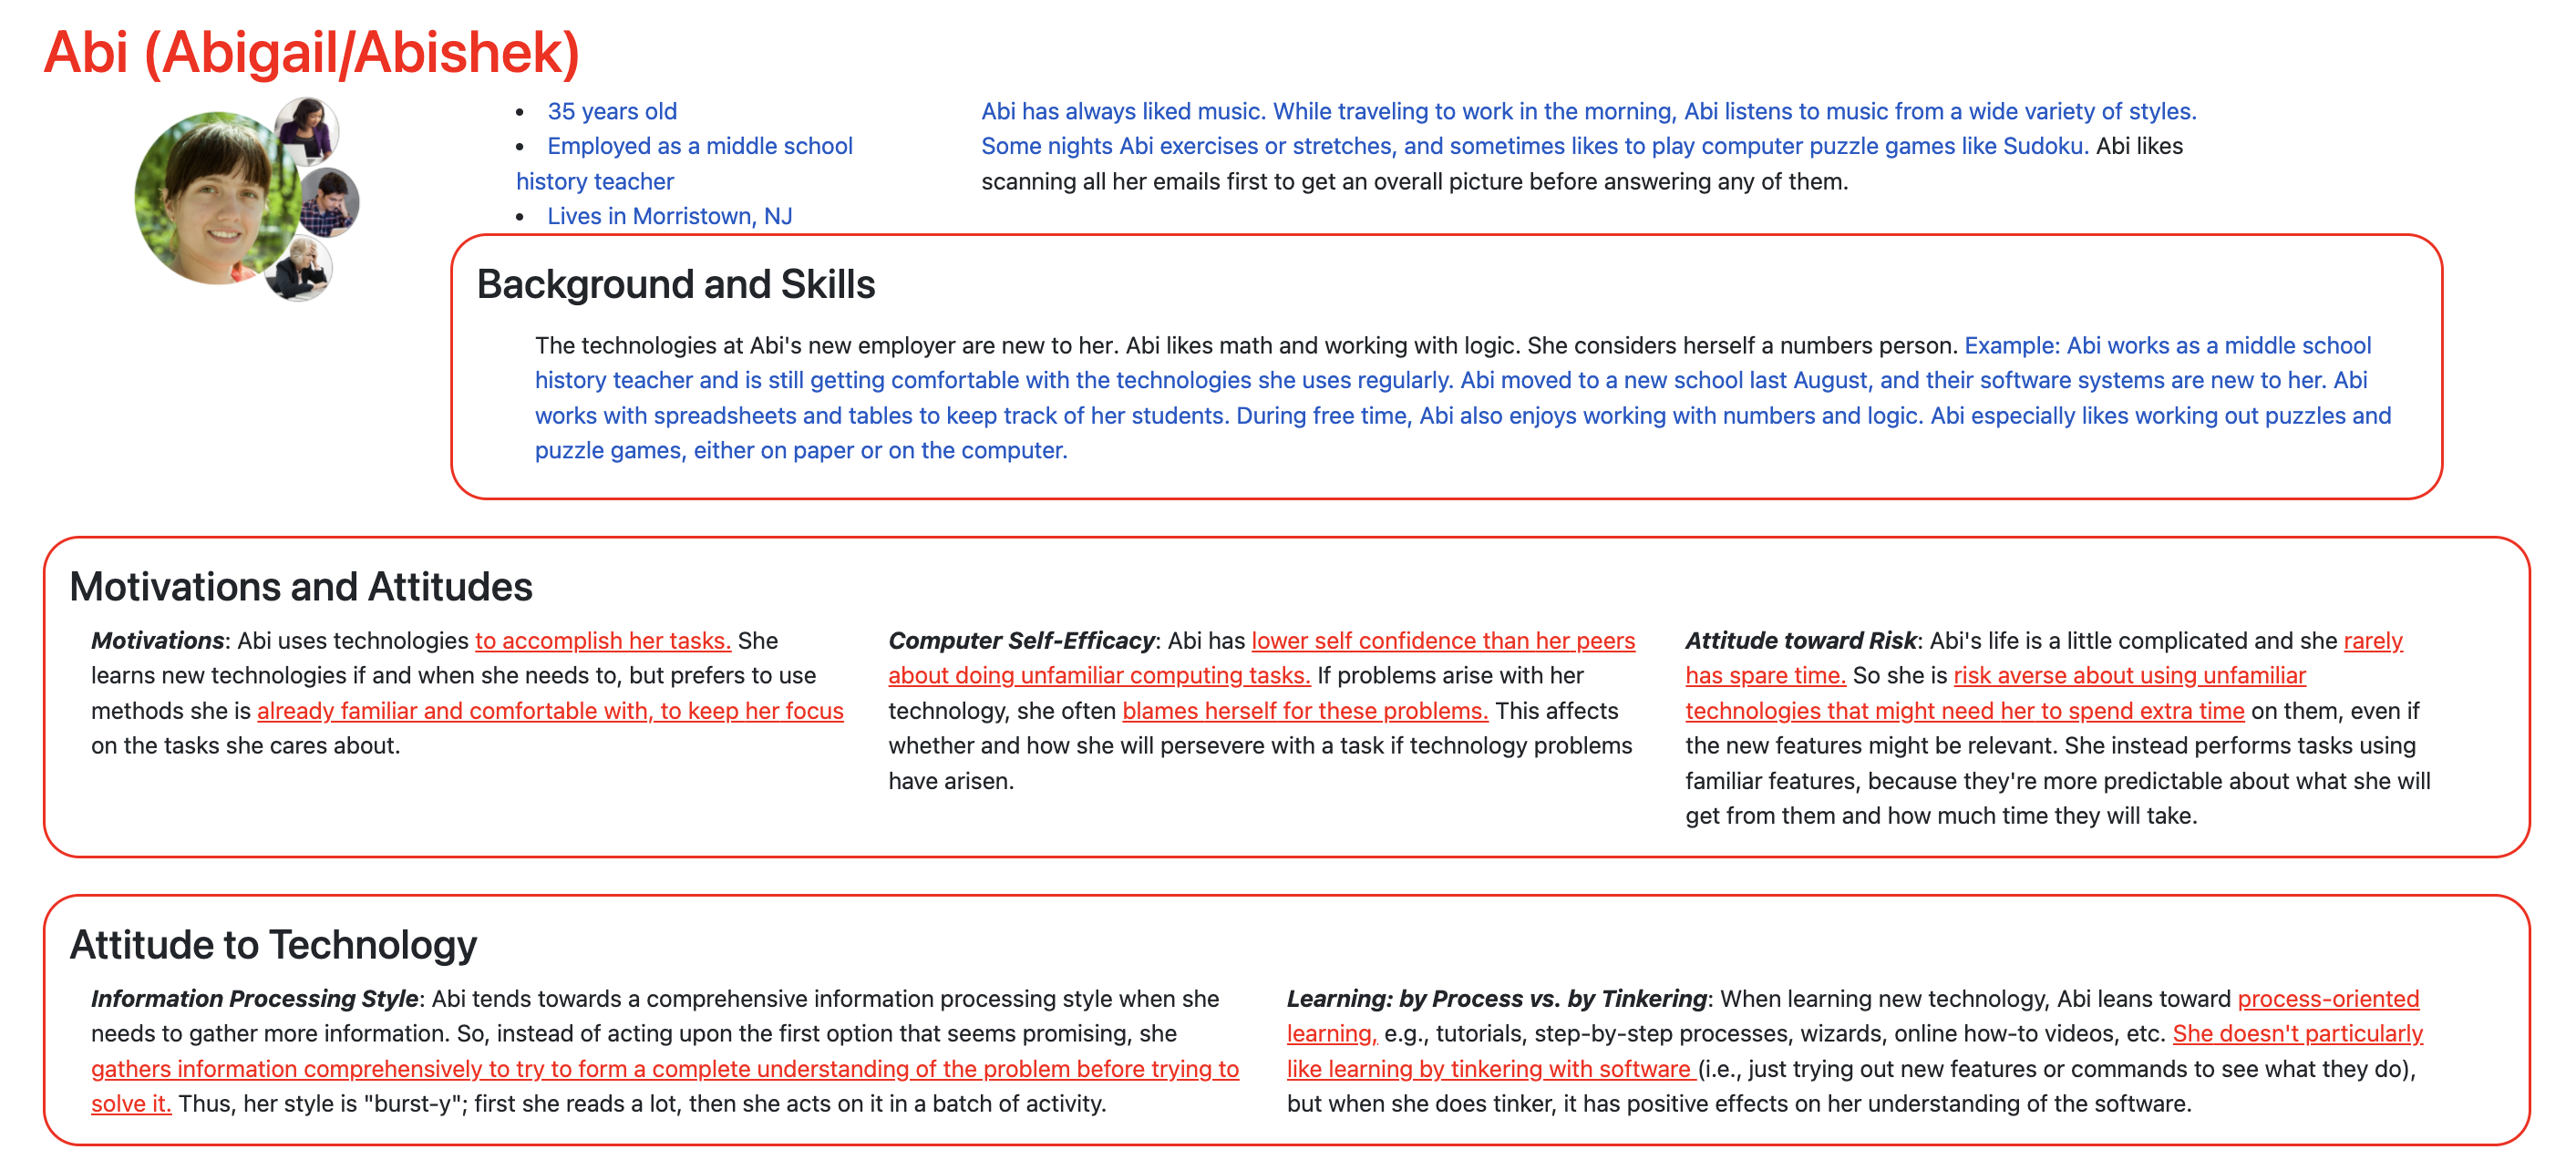 Abi (Abigail/Abishek)
• 35 years old
• Employed as a middle school
history teacher
• Lives in Morristown, NJ
Abi has always liked music. While traveling to work in the morning, Abi listens to music from a wide variety of styles.
Some nights Abi exercises or stretches, and sometimes likes to play computer puzzle games like Sudoku. Abi likes
scanning all her emails first to get an overall picture before answering any of them.
Background and Skills
The technologies at Abi's new employer are new to her. Abi likes math and working with logic. She considers herself a numbers person. Example: Abi works as a middle school
history teacher and is still getting comfortable with the technologies she uses regularly. Abi moved to a new school last August, and their software systems are new to her. Abi
works with spreadsheets and tables to keep track of her students. During free time, Abi also enjoys working with numbers and logic. Abi especially likes working out puzzles and
puzzle games, either on paper or on the computer.
Motivations and Attitudes
Motivations: Abi uses technologies to accomplish her tasks. She
learns new technologies if and when she needs to, but prefers to use
methods she is already familiar and comfortable with, to keep her focus
on the tasks she cares about.
Computer Self-Efficacy: Abi has lower self confidence than her peers
about doing unfamiliar computing tasks. If problems arise with her
technology, she often blames herself for these problems. This affects
whether and how she will persevere with a task if technology problems
have arisen.
Attitude toward Risk: Abi's life is a little complicated and she rarely
has spare time. So she is risk averse about using unfamiliar
technologies that might need her to spend extra time on them, even if
the new features might be relevant. She instead performs tasks using
familiar features, because they're more predictable about what she will
get from them and how much time they will take.
Attitude to Technology
Information Processing Style: Abi tends towards a comprehensive information processing style when she
needs to gather more information. So, instead of acting upon the first option that seems promising, she
gathers information comprehensively to try to form a complete understanding of the problem before trying to
solve it. Thus, her style is "burst-y"; first she reads a lot, then she acts on it in a batch of activity.
Learning: by Process vs. by Tinkering: When learning new technology, Abi leans toward process-oriented
learning, e.g., tutorials, step-by-step processes, wizards, online how-to videos, etc. She doesn't particularly
like learning by tinkering with software (i.e., just trying out new features or commands to see what they do),
but when she does tinker, it has positive effects on her understanding of the software.